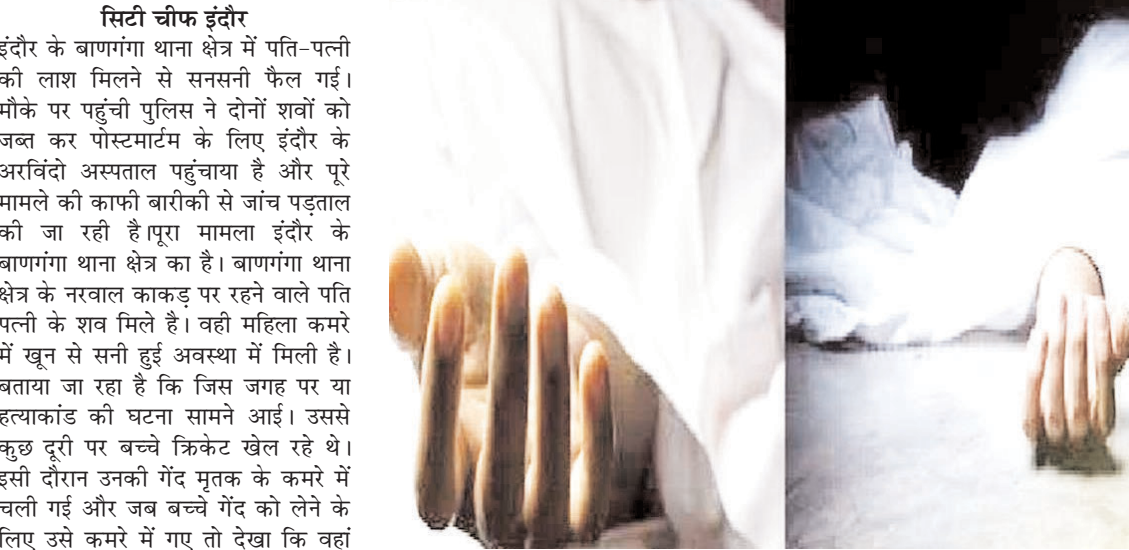 सिटी चीफ इंदौर
इंदौर के बाणगंगा थाना क्षेत्र में पति-पत्नी
की लाश मिलने से सनसनी फैल गई।
मौके पर पहुंची पुलिस ने दोनों शवों को
जब्त कर पोस्टमार्टम के लिए इंदौर के
अरविंदो अस्पताल पहुंचाया है और पूरे
मामले की काफी बारीकी से जांच पड़ताल
की जा रही है।पूरा मामला इंदौर के
बाणगंगा थाना क्षेत्र का है। बाणगंगा थाना
क्षेत्र के नरवाल काकड़ पर रहने वाले पति
पत्नी के शव मिले है। वही महिला कमरे
में खून से सनी हुई अवस्था में मिली है।
बताया जा रहा है कि जिस जगह पर या
हत्याकांड की घटना सामने आई। उससे
कुछ दूरी पर बच्चे क्रिकेट खेल रहे थे।
इसी दौरान उनकी गेंद मृतक के कमरे में
चली गई और जब बच्चे गेंद को लेने के
लिए उसे कमरे में गए तो देखा कि वहां